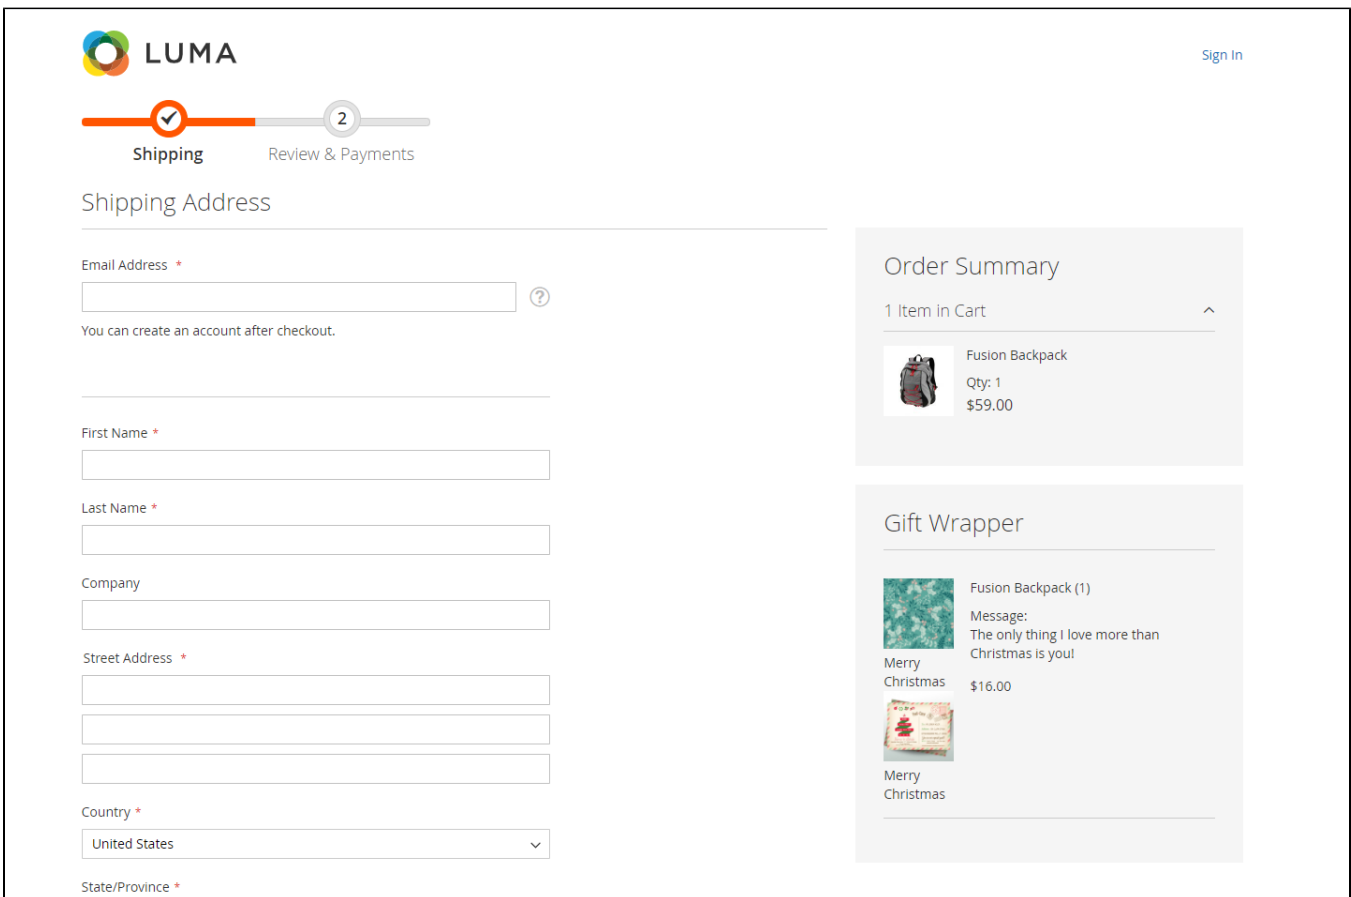 LUMA
Sign In
2
Shipping
Review & Payments
Shipping Address
Email Address *
You can create an account after checkout.
First Name *
Last Name *
Company
Street Address *
Country *
United States
State/Province *
Order Summary
1 Item in Cart
Fusion Backpack
Qty: 1
$59.00
Gift Wrapper
Fusion Backpack (1)
Message:
The only thing I love more than
Christmas is you!
$16.00
Merry
Christmas
Merry
Christmas